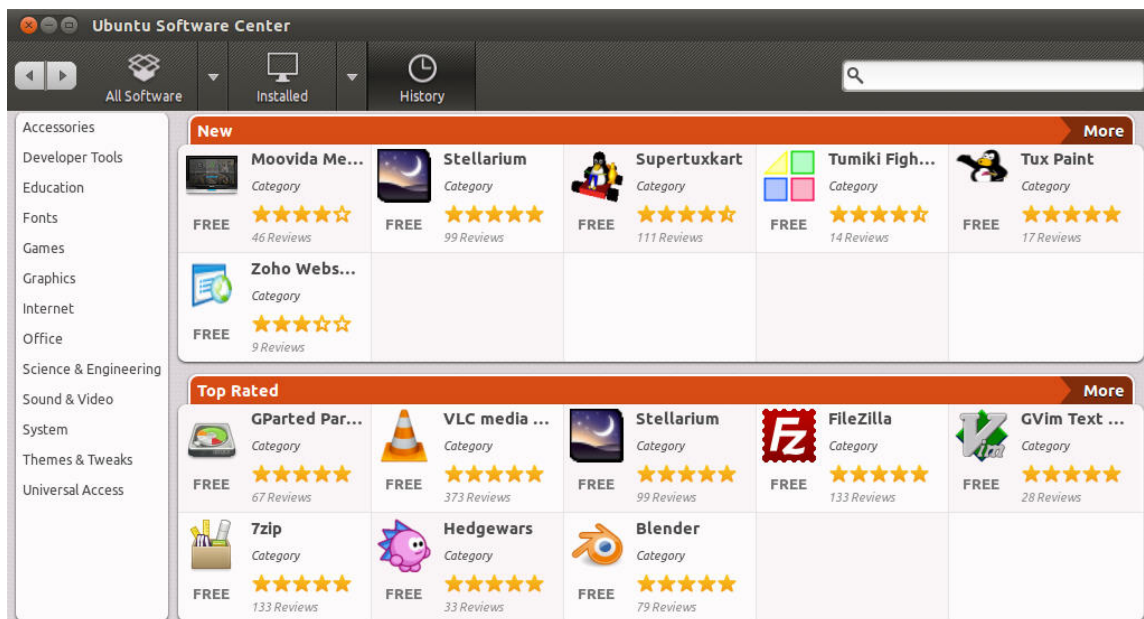 Ubuntu Software Center
All Software
Installed
History
Accessories
Developer Tools
Education
Fonts
Games
Graphics
Internet
Office
Science & Engineering
Sound & Video
System
Themes & Tweaks
Universal Access
New
More
Moovida Me...
Category
FREE
46 Reviews
Stellarium
Category
FREE
99 Reviews
Supertuxkart
Category
FREE
111 Reviews
Tumiki Figh...
Category
FREE
14 Reviews
Tux Paint
Category
FREE
17 Reviews
Zoho Webs...
Category
FREE
9 Reviews
Top Rated
More
GParted Par...
Category
FREE
67 Reviews
VLC media ...
Category
FREE
373 Reviews
Stellarium
Category
FREE
99 Reviews
Fz
FileZilla
Category
FREE
133 Reviews
Vim
GVim Text ...
Category
FREE
28 Reviews
7zip
Category
FREE
133 Reviews
Hedgewars
Category
FREE
33 Reviews
Blender
Category
FREE
79 Reviews